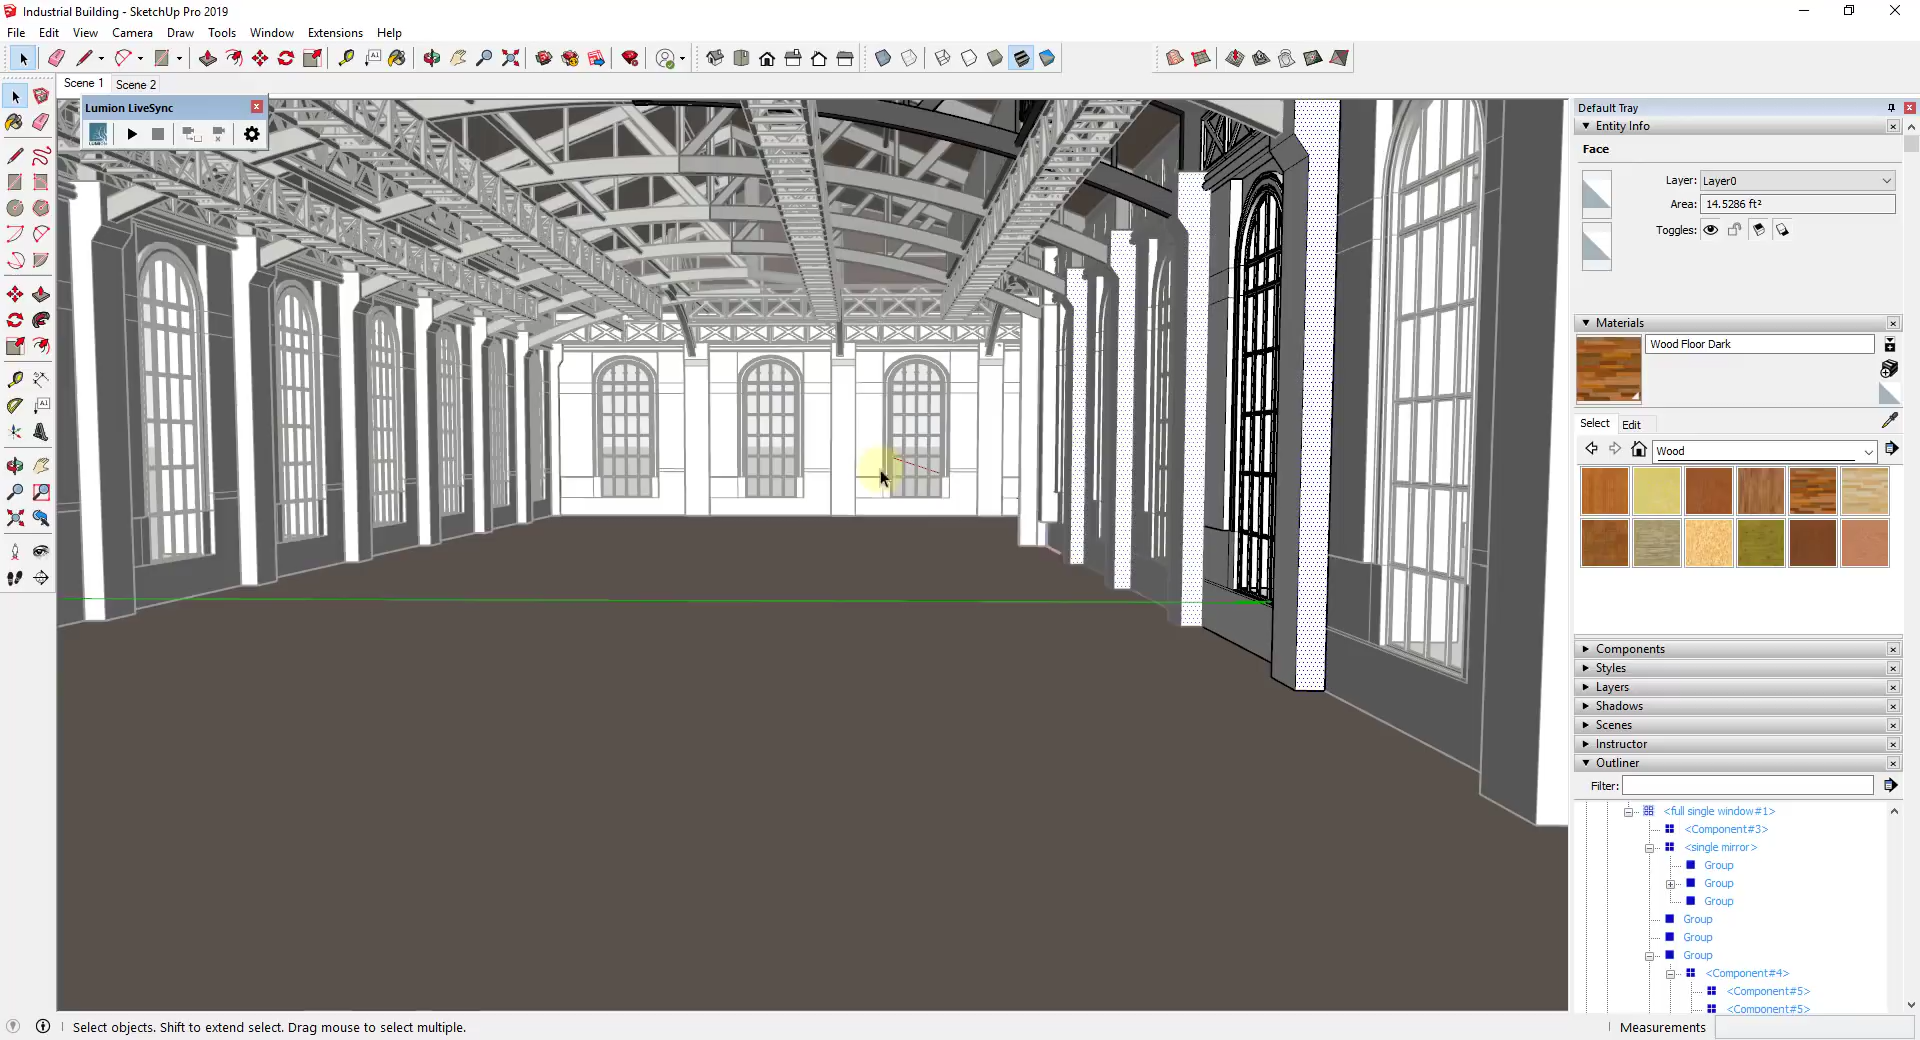 Industrial Building - SketchUp Pro 2019
File Edit View Camera Draw Tools Window Extensions Help
Scene 1 Scene 2
Lumion LiveSync
LUMION
Default Tray
Entity Info
Face
Layer: Layer0
Area: 14.5286 ft²
Toggles:
Materials
Wood Floor Dark
Select Edit
Wood
Components
Styles
Layers
Shadows
Scenes
Instructor
Outliner
Filter:
<full single window#1>
<Component#3>
<single mirror>
Group
Group
Group
Group
Group
Group
<Component#4>
<Component#5>
<Component#5>
Select objects. Shift to extend select. Drag mouse to select multiple.
Measurements